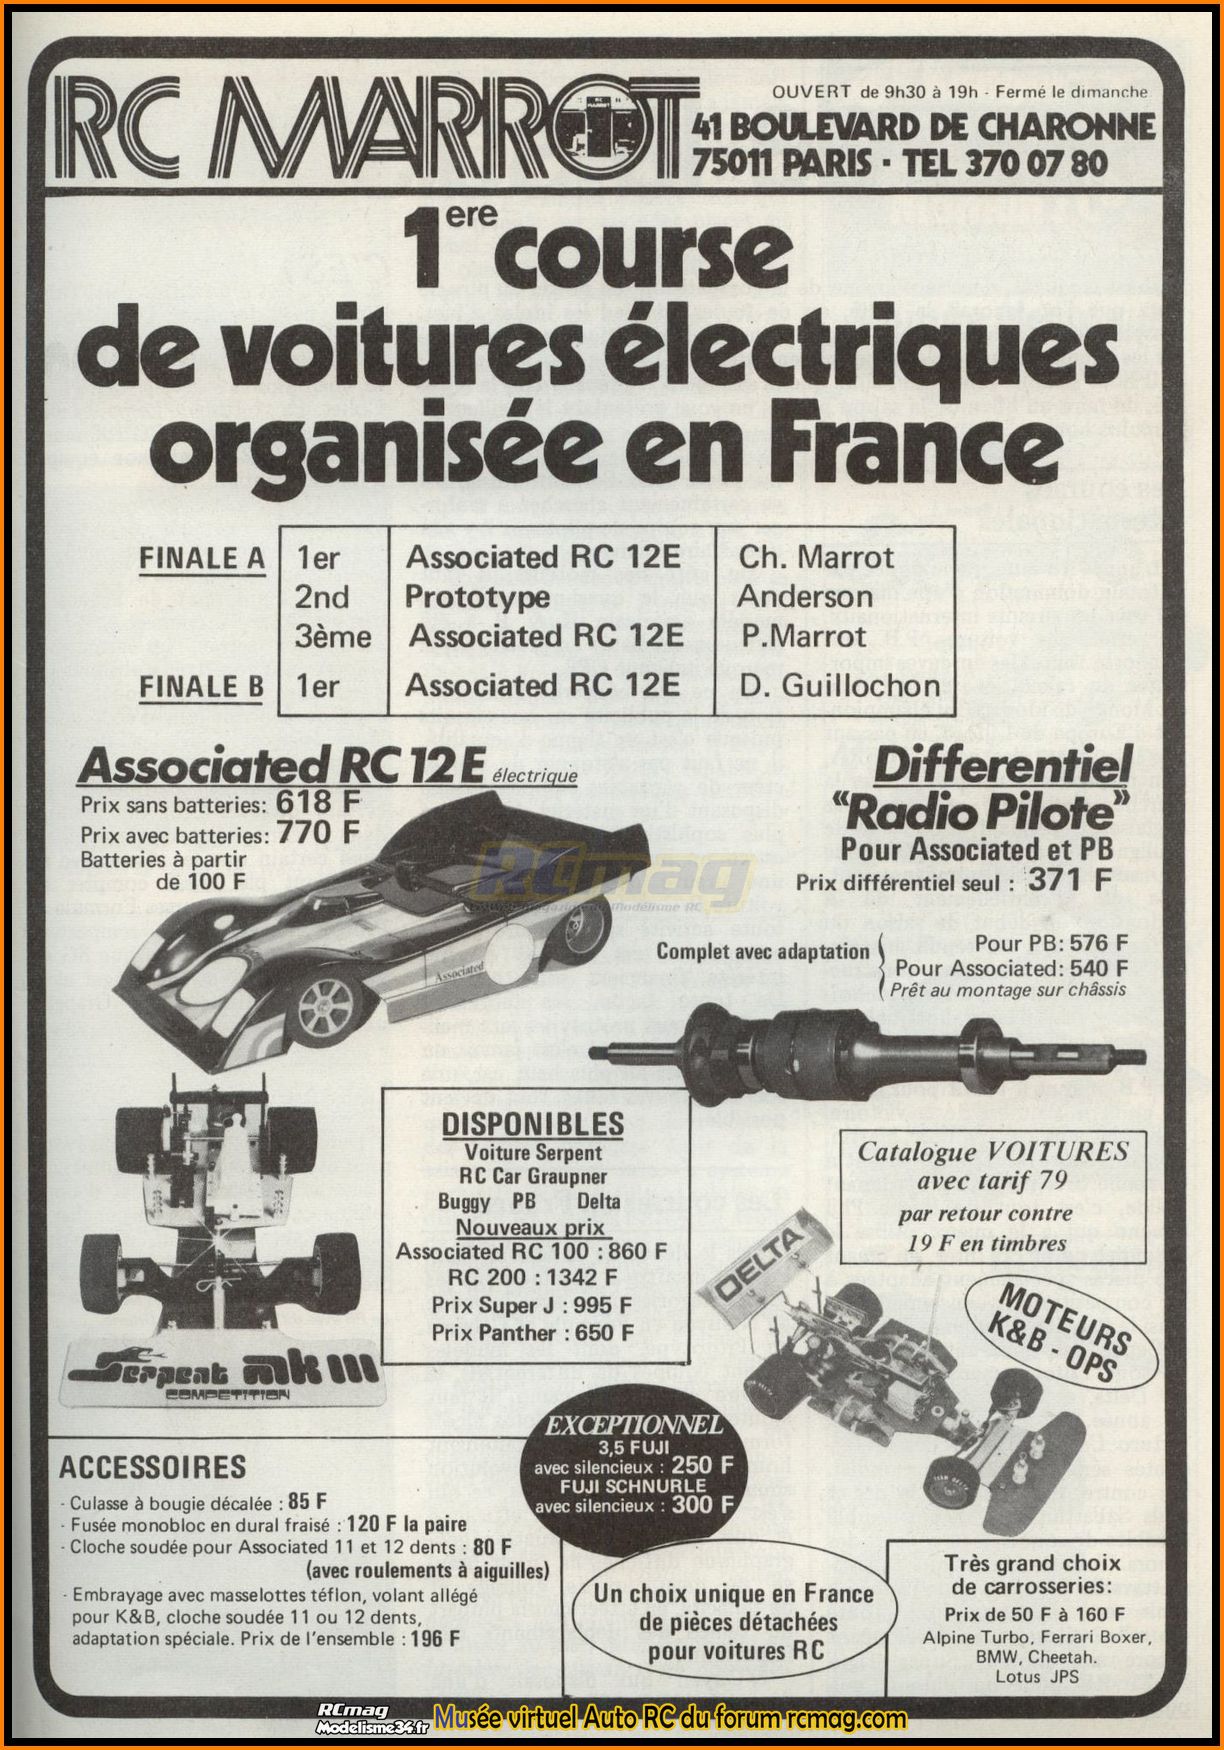 RC MARROT
OUVERT de 9h30 à 19h - Fermé le dimanche
41 BOULEVARD DE CHARONNE
75011 PARIS · TEL 370 07 80
1ere course
de voitures électriques
organisée en France
FINALE A 1er Associated RC 12E Ch. Marrot
2nd Prototype Anderson
3ème Associated RC 12E P.Marrot
FINALE B 1er Associated RC 12E D. Guillochon
Associated RC 12 E électrique
Prix sans batteries: 618 F
Prix avec batteries: 770 F
Batteries à partir
de 100 F
Differentiel
"Radio Pilote"
Pour Associated et PB
Prix différentiel seul : 371 F
Complet avec adaptation
Pour PB: 576 F
Pour Associated: 540 F
Prêt au montage sur châssis
RCmag
Associated
DISPONIBLES
Voiture Serpent
RC Car Graupner
Buggy PB Delta
Nouveaux prix
Associated RC 100 : 860 F
RC 200 : 1342 F
Prix Super J : 995 F
Prix Panther : 650 F
Catalogue VOITURES
avec tarif 79
par retour contre
19 F en timbres
DELTA
MOTEURS
K&B - OPS
Serpent mk III
COMPETITION
EXCEPTIONNEL
3,5 FUJI
avec silencieux : 250 F
FUJI SCHNURLE
avec silencieux : 300 F
ACCESSOIRES
- Culasse à bougie décalée : 85 F
- Fusée monobloc en dural fraisé : 120 F la paire
- Cloche soudée pour Associated 11 et 12 dents : 80 F
(avec roulements à aiguilles)
- Embrayage avec masselottes téflon, volant allégé
pour K&B, cloche soudée 11 ou 12 dents,
adaptation spéciale. Prix de l'ensemble : 196 F
Un choix unique en France
de pièces détachées
pour voitures RC
Très grand choix
de carrosseries:
Prix de 50 F à 160 F
Alpine Turbo, Ferrari Boxer,
BMW, Cheetah.
Lotus JPS
RCmag
Modelisme34.fr
Musée virtuel Auto RC du forum rcmag.com